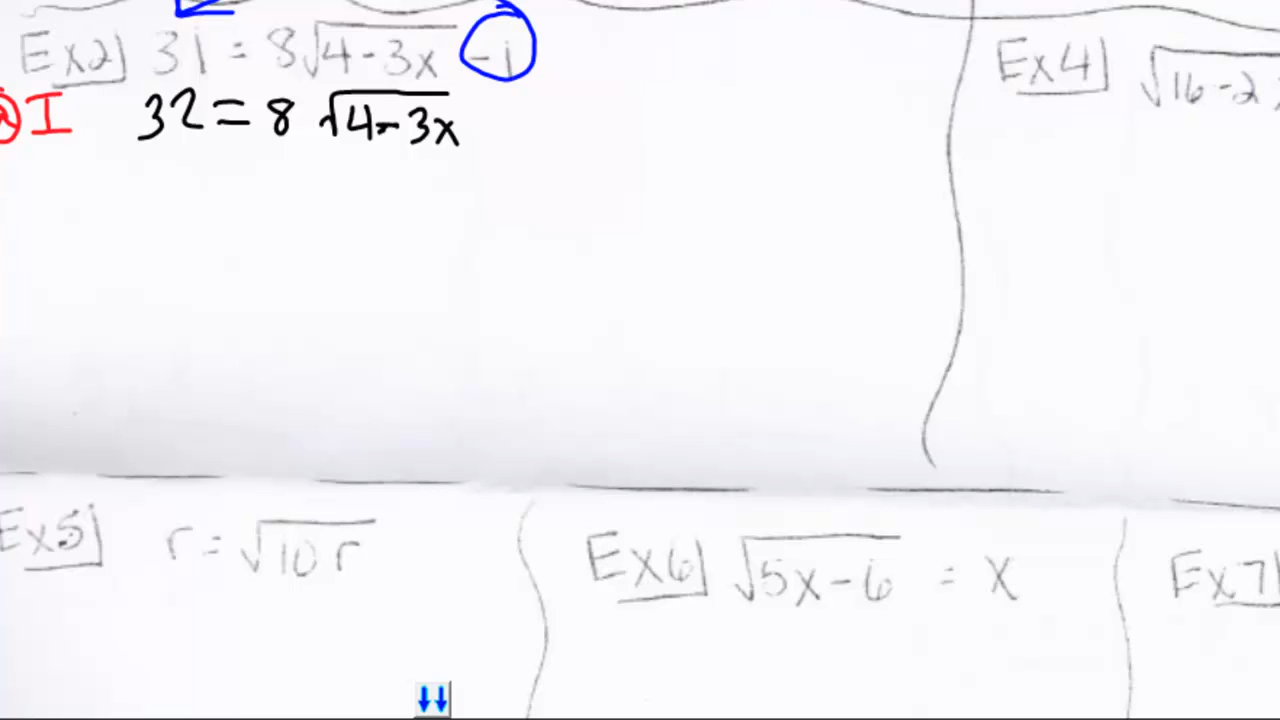 Ex2] 31 = 8√4-3x -1
I 32 = 8 √4-3x
Ex4] √16-2
Ex5] r = √10r
Ex6] √5x-6 = x
Ex7]